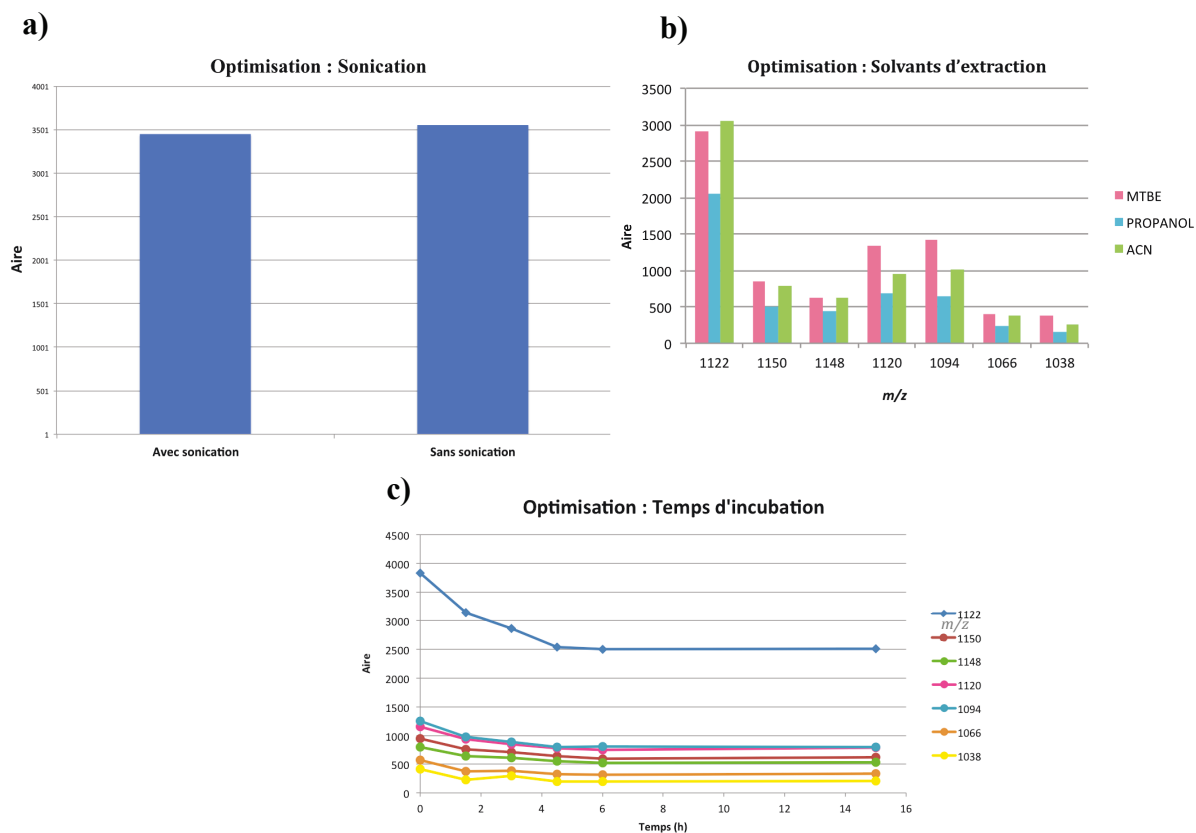 a)
Optimisation : Sonication
4001
3501
3001
2501
2001
1501
1001
501
1
Aire
Avec sonication
Sans sonication
b)
Optimisation : Solvants d'extraction
3500
3000
2500
2000
1500
1000
500
0
Aire
1122 1150 1148 1120 1094 1066 1038
m/z
MTBE
PROPANOL
ACN
c)
Optimisation : Temps d'incubation
4500
4000
3500
3000
2500
2000
1500
1000
500
0
Aire
0 2 4 6 8 10 12 14 16
Temps (h)
1122
m/z
1150
1148
1120
1094
1066
1038